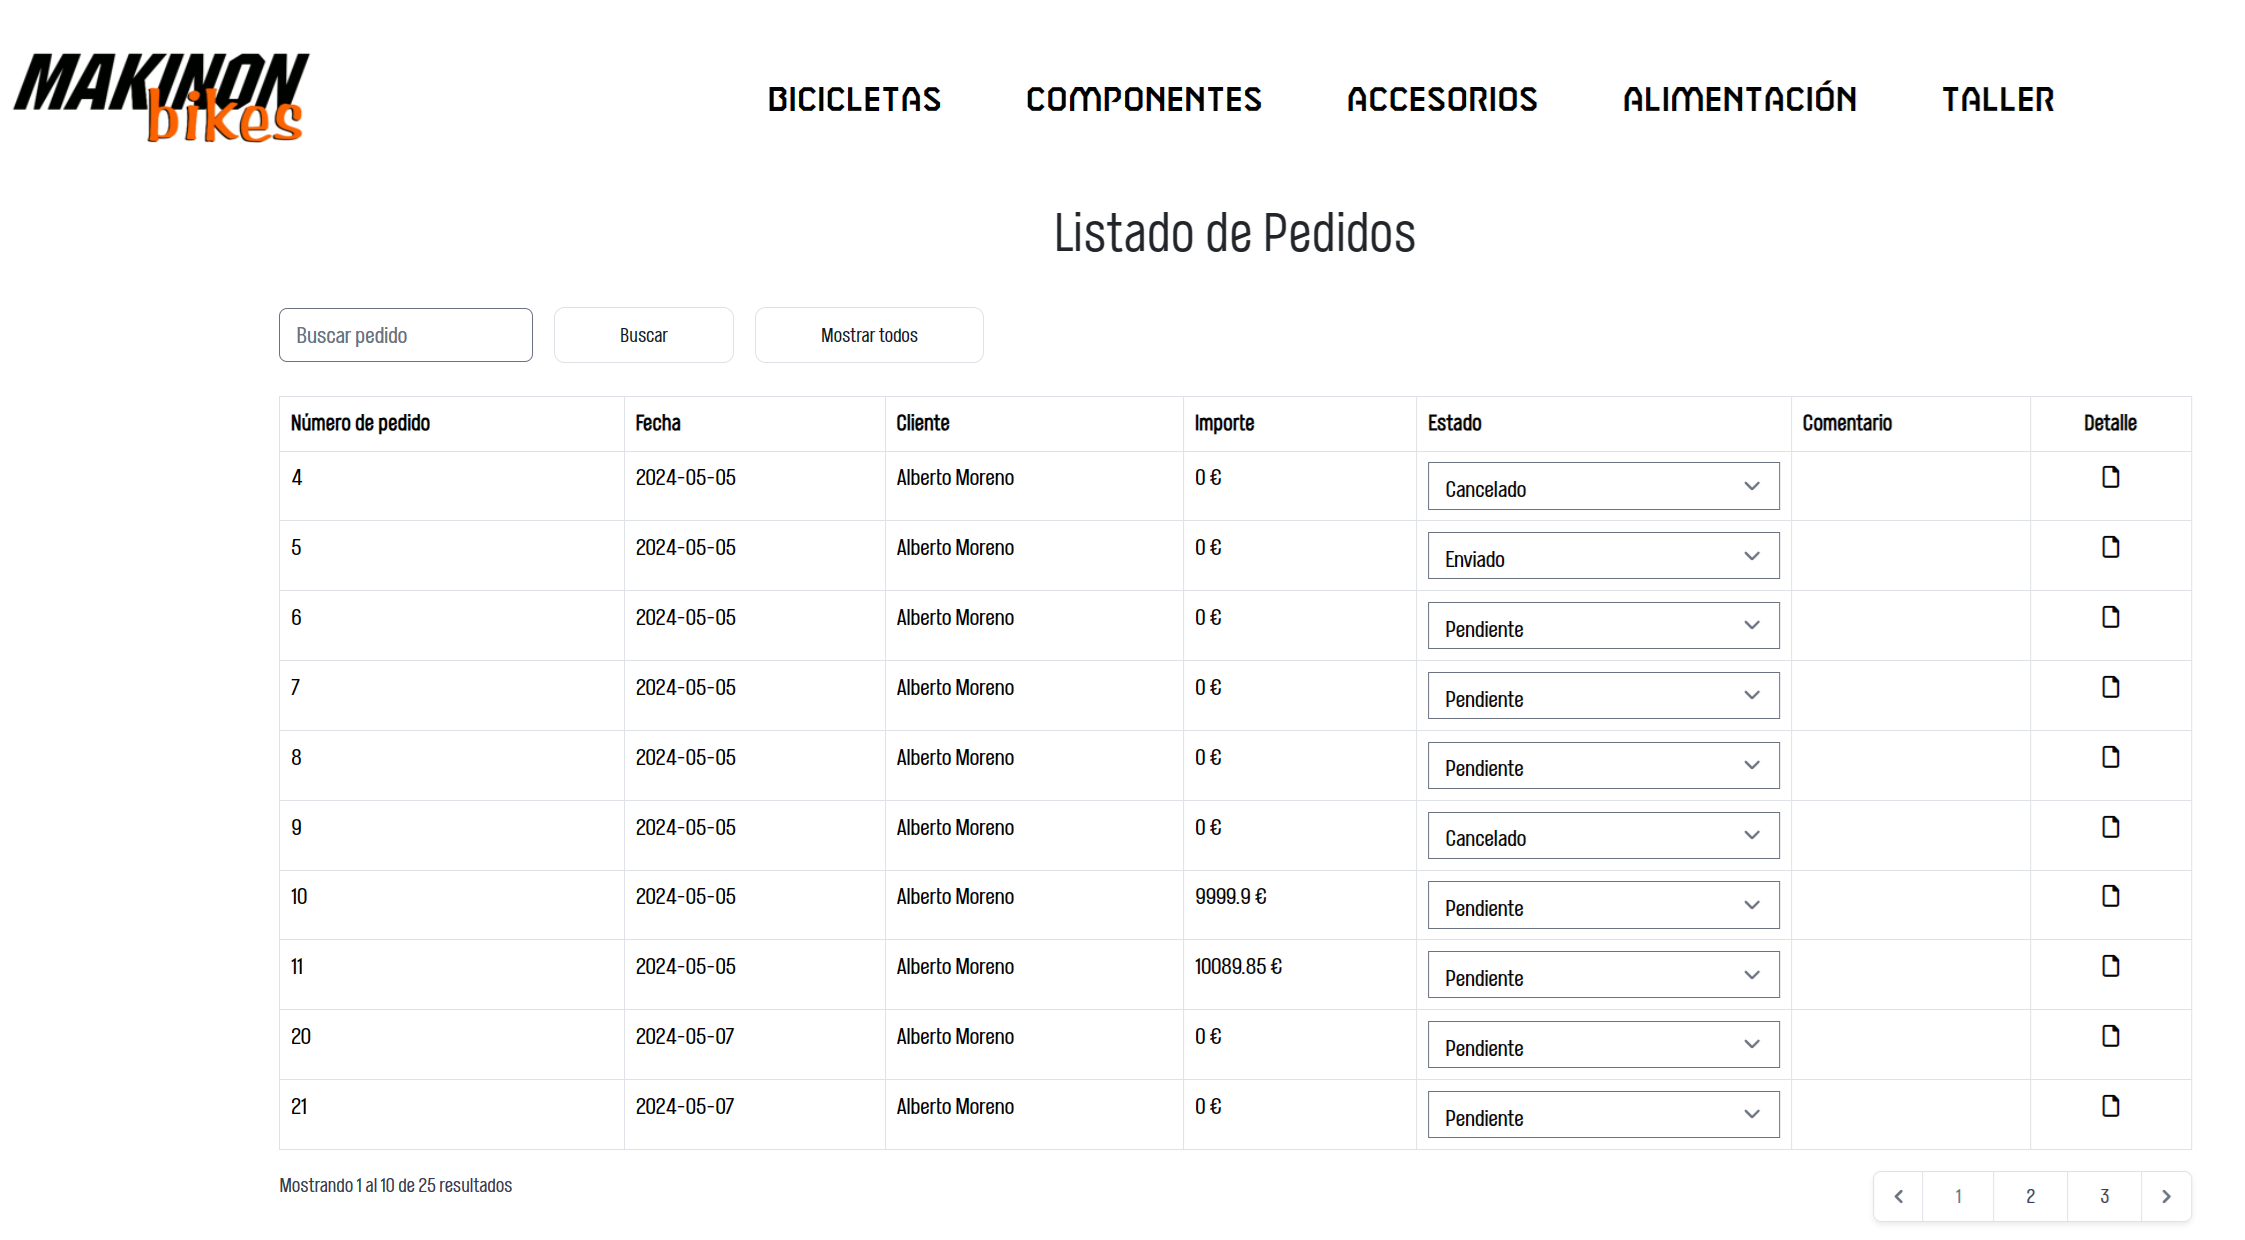 MAKINON
bikes
BICICLETAS COMPONENTES ACCESORIOS ALIMENTACIÓN TALLER
Listado de Pedidos
Buscar pedido Buscar Mostrar todos
Número de pedido Fecha Cliente Importe Estado Comentario Detalle
4 2024-05-05 Alberto Moreno 0 € Cancelado
5 2024-05-05 Alberto Moreno 0 € Enviado
6 2024-05-05 Alberto Moreno 0 € Pendiente
7 2024-05-05 Alberto Moreno 0 € Pendiente
8 2024-05-05 Alberto Moreno 0 € Pendiente
9 2024-05-05 Alberto Moreno 0 € Cancelado
10 2024-05-05 Alberto Moreno 9999.9 € Pendiente
11 2024-05-05 Alberto Moreno 10089.85 € Pendiente
20 2024-05-07 Alberto Moreno 0 € Pendiente
21 2024-05-07 Alberto Moreno 0 € Pendiente
Mostrando 1 al 10 de 25 resultados 1 2 3